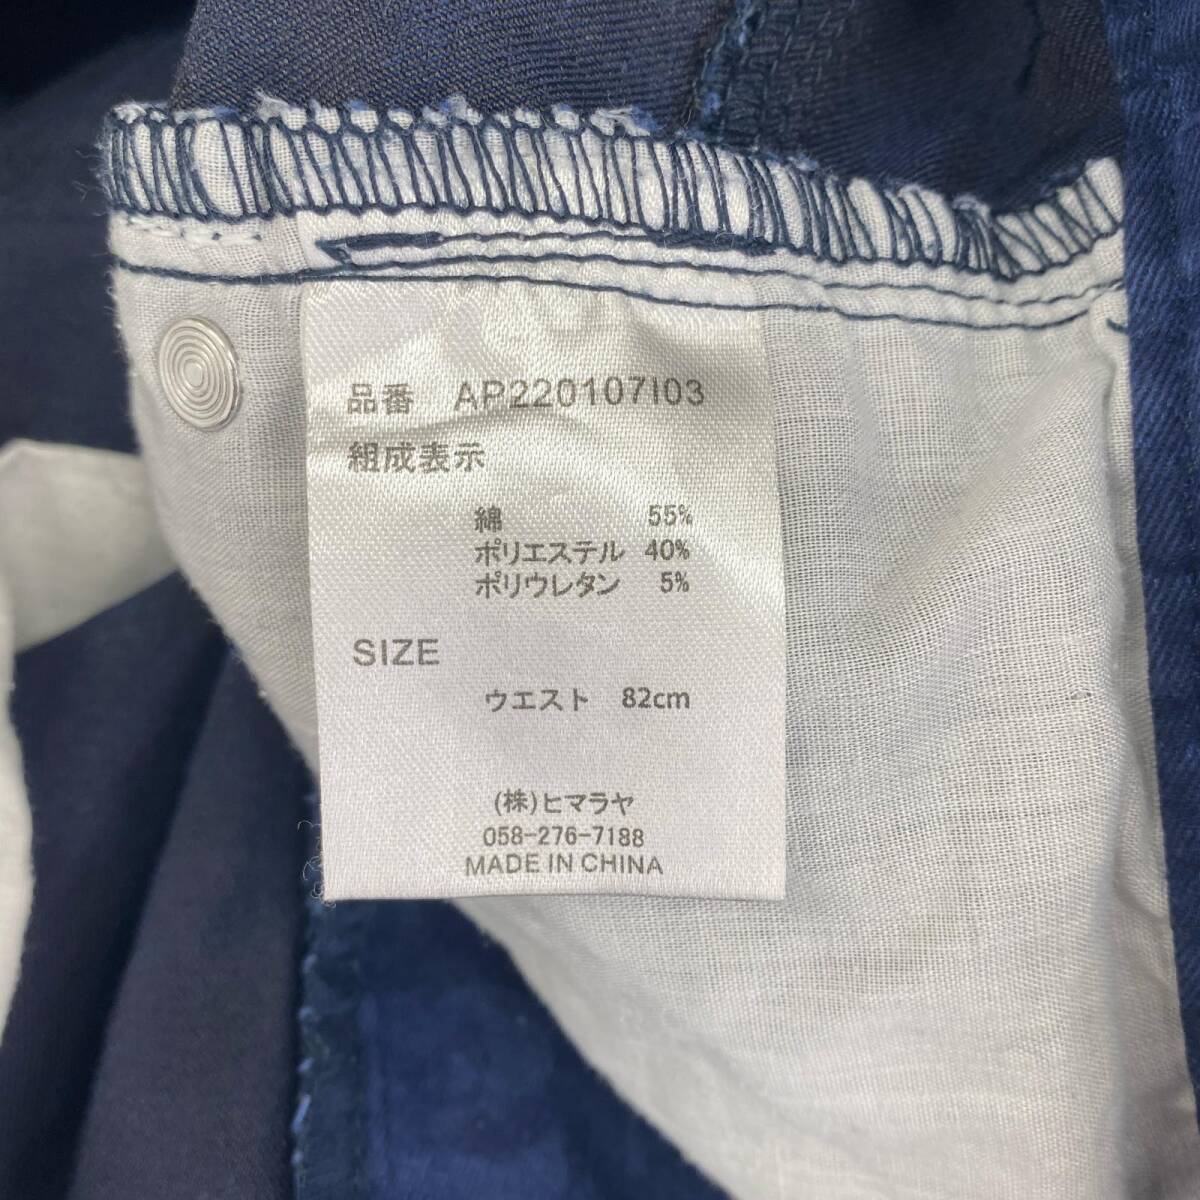 品番 AP220107I03
組成表示
綿 55%
ポリエステル 40%
ポリウレタン 5%
SIZE
ウエスト 82cm
(株)ヒマラヤ
058-276-7188
MADE IN CHINA